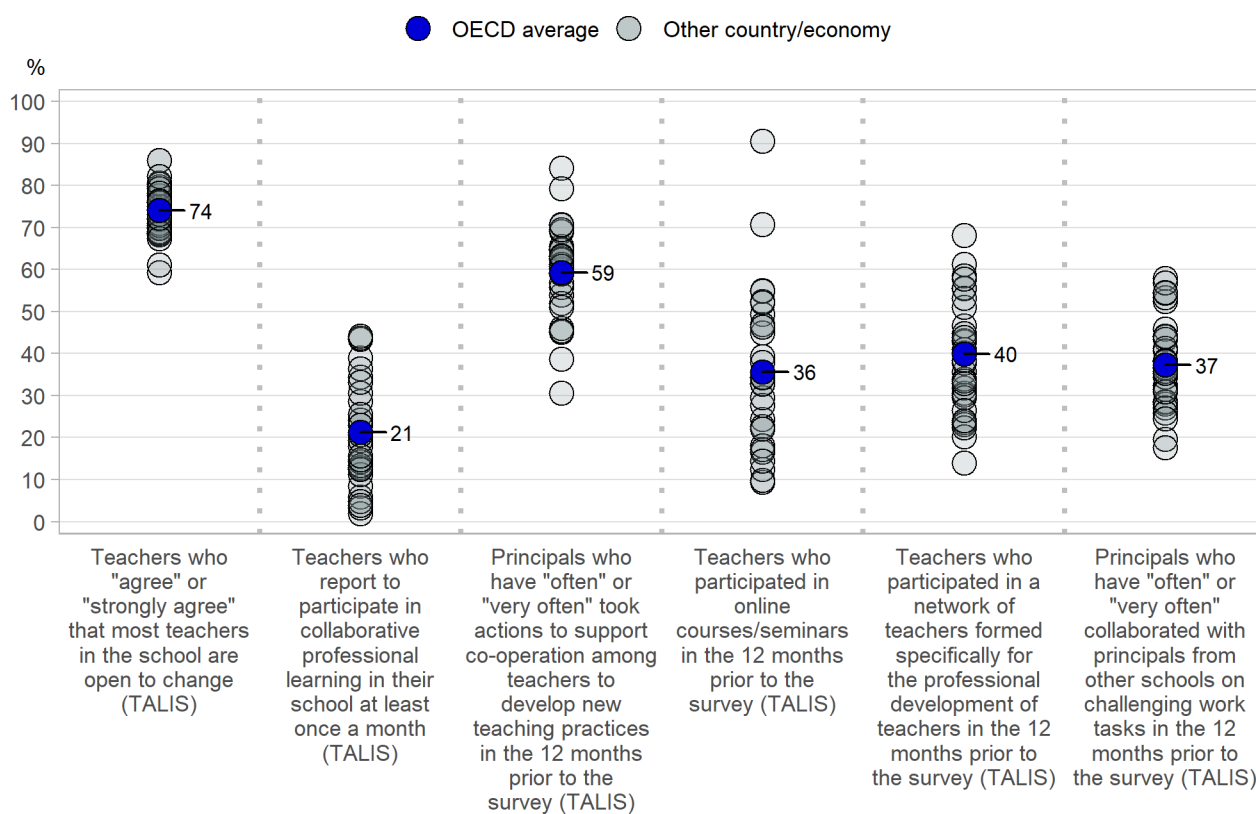 OECD average Other country/economy
%
100
90
80
70
60
50
40
30
20
10
0
74
21
59
36
40
37
Teachers who
"agree" or
"strongly agree"
that most teachers
in the school are
open to change
(TALIS)
Teachers who
report to
participate in
collaborative
professional
learning in their
school at least
once a month
(TALIS)
Principals who
have "often" or
"very often" took
actions to support
co-operation among
teachers to
develop new
teaching practices
in the 12 months
prior to the
survey (TALIS)
Teachers who
participated in
online
courses/seminars
in the 12 months
prior to the
survey (TALIS)
Teachers who
participated in a
network of
teachers formed
specifically for
the professional
development of
teachers in the 12
months prior to
the survey (TALIS)
Principals who
have "often" or
"very often"
collaborated with
principals from
other schools on
challenging work
tasks in the 12
months prior to
the survey (TALIS)